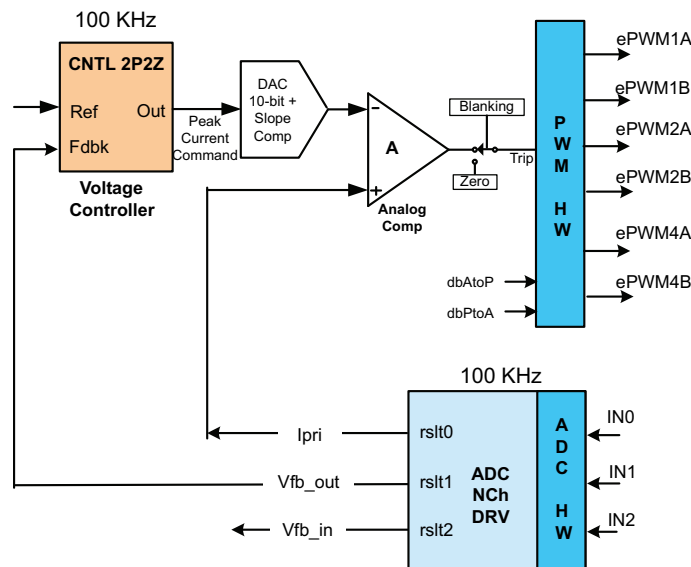 100 KHz
CNTL 2P2Z
Ref
Out
Fdbk
Voltage
Controller
Peak
Current
Command
DAC
10-bit +
Slope
Comp
−
A
+
Analog
Comp
Blanking
Zero
Trip
P
W
M
H
W
dbAtoP
dbPtoA
ePWM1A
ePWM1B
ePWM2A
ePWM2B
ePWM4A
ePWM4B
100 KHz
Ipri
Vfb_out
Vfb_in
rslt0
rslt1
rslt2
ADC
NCh
DRV
A
D
C
H
W
IN0
IN1
IN2